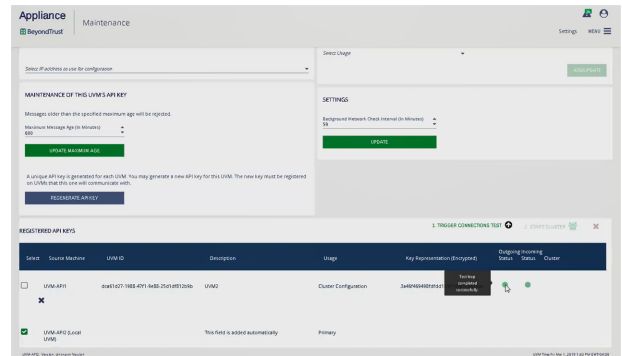 Appliance
BeyondTrust
Maintenance
Settings MENU
Select IP address to use for configuration
Select Usage
ADD/UPDATE
MAINTENANCE OF THIS UVM'S API KEY
Messages older than the specified maximum age will be rejected.
Maximum Message Age (In Minutes)
UPDATE MAXIMUM AGE
A unique API key is generated for each UVM. You may generate a new API key for this UVM. The new key must be registered
on UVMs that this one will communicate with.
REGENERATE API KEY
SETTINGS
Background Network Check Interval (In Minutes)
UPDATE
REGISTERED API KEYS
1. TRIGGER CONNECTIONS TEST
2. START CLUSTER
Select Source Machine UVM ID Description Usage Key Representation (Encrypted) Outgoing Status Incoming Status Cluster
Test loop
completed
successfully.
UVM-API1 UVM2 Cluster Configuration
UVM-API2 (Local
UVM) This field is added automatically Primary